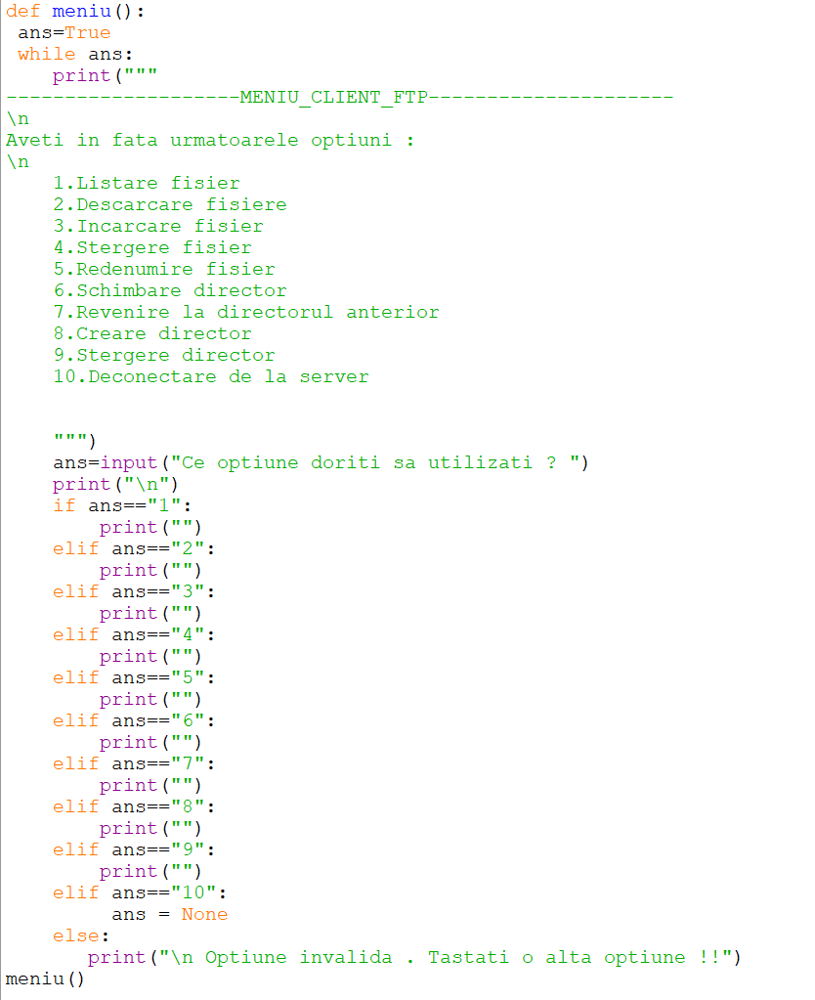 def meniu():
 ans=True
 while ans:
    print("""
--------------------MENIU_CLIENT_FTP---------------------
\n
Aveti in fata urmatoarele optiuni :
\n
    1.Listare fisier
    2.Descarcare fisiere
    3.Incarcare fisier
    4.Stergere fisier
    5.Redenumire fisier
    6.Schimbare director
    7.Revenire la directorul anterior
    8.Creare director
    9.Stergere director
    10.Deconectare de la server
    """)
    ans=input("Ce optiune doriti sa utilizati ? ")
    print("\n")
    if ans=="1":
        print("")
    elif ans=="2":
        print("")
    elif ans=="3":
        print("")
    elif ans=="4":
        print("")
    elif ans=="5":
        print("")
    elif ans=="6":
        print("")
    elif ans=="7":
        print("")
    elif ans=="8":
        print("")
    elif ans=="9":
        print("")
    elif ans=="10":
         ans = None
    else:
       print("\n Optiune invalida . Tastati o alta optiune !!")
meniu()